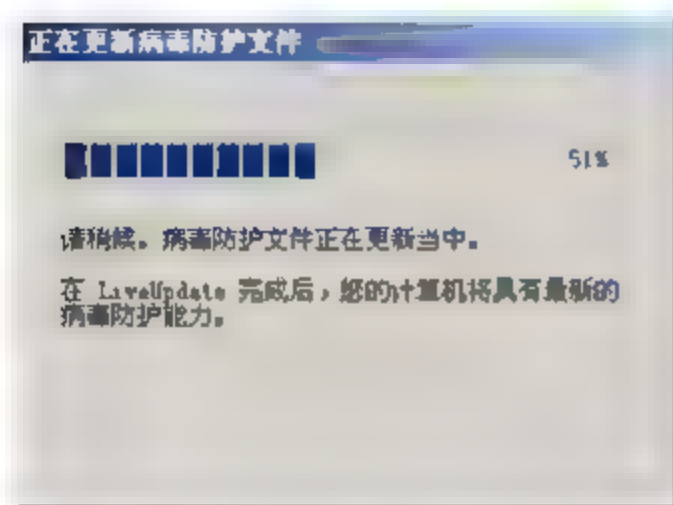 正在更新病毒防护文件
51%
请稍候。病毒防护文件正在更新当中。
在 LiveUpdate 完成后，您的计算机将具有最新的
病毒防护能力。